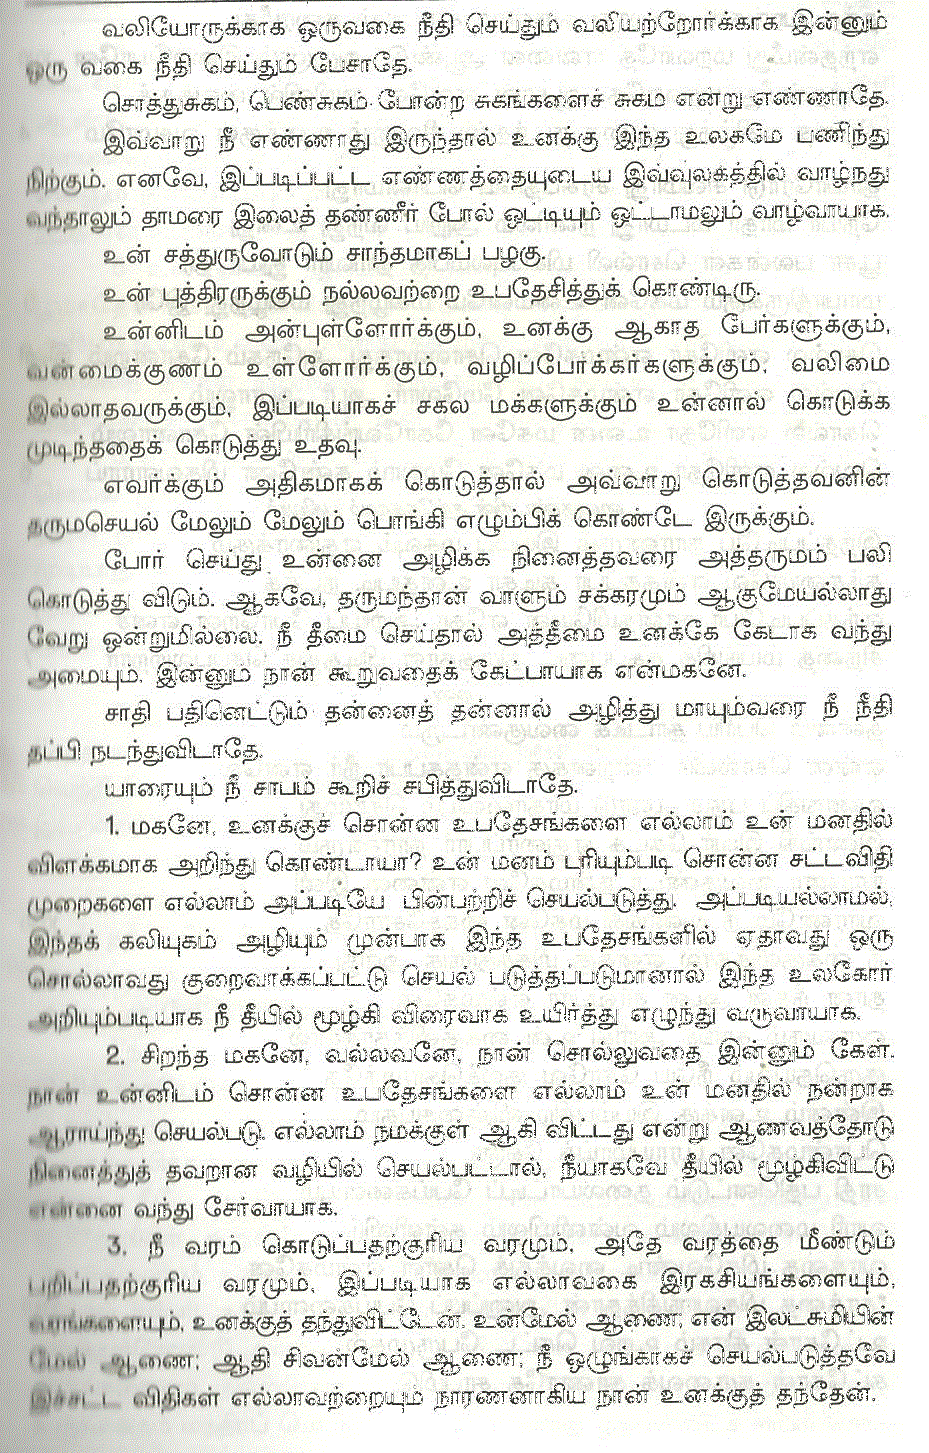 வலியோருக்காக ஒருவகை நீதி செய்தும் வலியற்றோர்க்காக இன்னும்
ஒரு வகை நீதி செய்தும் பேசாதே.
சொத்துசுகம், பெண்சுகம் போன்ற சுகங்களைச் சுகம் என்று எண்ணாதே.
இவ்வாறு நீ எண்ணாது இருந்தால் உனக்கு இந்த உலகமே பணிந்து
நிற்கும். எனவே, இப்படிப்பட்ட எண்ணத்தையுடைய இவ்வுலகத்தில் வாழ்ந்து
வந்தாலும் தாமரை இலைத் தண்ணீர் போல் ஒட்டியும் ஒட்டாமலும் வாழ்வாயாக.
உன் சத்துருவோடும் சாந்தமாகப் பழகு.
உன் புத்திரருக்கும் நல்லவற்றை உபதேசித்துக் கொண்டிரு.
உன்னிடம் அன்புள்ளோர்க்கும், உனக்கு ஆகாத பேர்களுக்கும்,
வன்மைக்குணம் உள்ளோர்க்கும், வழிப்போக்கர்களுக்கும், வலிமை
இல்லாதவருக்கும், இப்படியாகச் சகல மக்களுக்கும் உன்னால் கொடுக்க
முடிந்ததைக் கொடுத்து உதவு.
எவர்க்கும் அதிகமாகக் கொடுத்தால் அவ்வாறு கொடுத்தவனின்
தருமசெயல் மேலும் மேலும் பொங்கி எழும்பிக் கொண்டே இருக்கும்.
போர் செய்து உன்னை அழிக்க நினைத்தவரை அத்தருமம் பலி
கொடுத்து விடும். ஆகவே, தருமந்தான் வாளும் சக்கரமும் ஆகுமேயல்லாது
வேறு ஒன்றுமில்லை. நீ தீமை செய்தால் அத்தீமை உனக்கே கேடாக வந்து
அமையும். இன்னும் நான் கூறுவதைக் கேட்பாயாக என்மகனே.
சாதி பதினெட்டும் தன்னைத் தன்னால் அழித்து மாயும்வரை நீ நீதி
தப்பி நடந்துவிடாதே.
யாரையும் நீ சாபம் கூறிச் சபித்துவிடாதே.
1. மகனே, உனக்குச் சொன்ன உபதேசங்களை எல்லாம் உன் மனதில்
விளக்கமாக அறிந்து கொண்டாயா? உன் மனம் புரியும்படி சொன்ன சட்டவிதி
முறைகளை எல்லாம் அப்படியே பின்பற்றிச் செயல்படுத்து. அப்படியல்லாமல்,
இந்தக் கலியுகம் அழியும் முன்பாக இந்த உபதேசங்களில் ஏதாவது ஒரு
சொல்லாவது குறைவாக்கப்பட்டு செயல் படுத்தப்படுமானால் இந்த உலகோர்
அறியும்படியாக நீ தீயில் மூழ்கி விரைவாக உயிர்த்து எழுந்து வருவாயாக.
2. சிறந்த மகனே, வல்லவனே, நான் சொல்லுவதை இன்னும் கேள்.
நான் உன்னிடம் சொன்ன உபதேசங்களை எல்லாம் உன் மனதில் நன்றாக
ஆராய்ந்து செயல்படு. எல்லாம் நமக்குள் ஆகி விட்டது என்று ஆணவத்தோடு
நினைத்துத் தவறான வழியில் செயல்பட்டால், நீயாகவே தீயில் மூழ்கிவிட்டு
என்னை வந்து சேர்வாயாக.
3. நீ வரம் கொடுப்பதற்குரிய வரமும், அதே வரத்தை மீண்டும்
பறிப்பதற்குரிய வரமும், இப்படியாக எல்லாவகை இரகசியங்களையும்,
வரங்களையும், உனக்குத் தந்துவிட்டேன். உன்மேல் ஆணை; என் இலட்சுமியின்
மேல் ஆணை; ஆதி சிவன்மேல் ஆணை; நீ ஒழுங்காகச் செயல்படுத்தவே
இச்சட்ட விதிகள் எல்லாவற்றையும் நாரணனாகிய நான் உனக்குத் தந்தேன்.